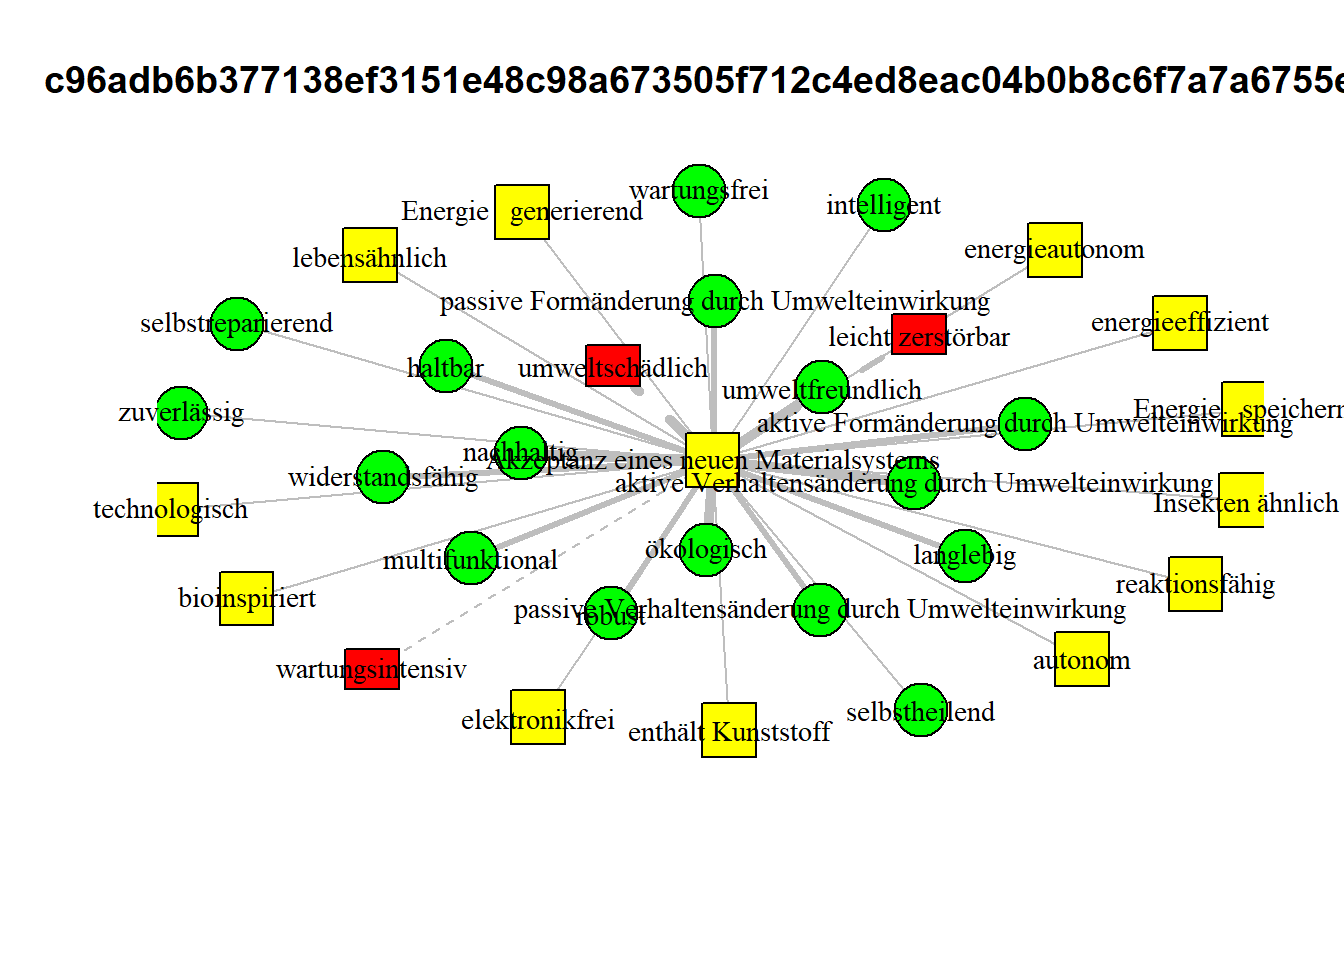 c96adb6b377138ef3151e48c98a673505f712c4ed8eac04b0b8c6f7a7a6755e
wartungsfrei
intelligent
Energie generierend
energieautonom
lebensähnlich
passive Formänderung durch Umwelteinwirkung
selbstreparierend
energieeffizient
leicht zerstörbar
haltbar
umweltschädlich
umweltfreundlich
zuverlässig
Energie speichern
aktive Formänderung durch Umwelteinwirkung
nachhaltig
Akzeptanz eines neuen Materialsystems
widerstandsfähig
aktive Verhaltensänderung durch Umwelteinwirkung
technologisch
Insekten ähnlich
ökologisch
langlebig
multifunktional
reaktionsfähig
bioinspiriert
passive Verhaltensänderung durch Umwelteinwirkung
robust
wartungsintensiv
autonom
selbstheilend
elektronikfrei
enthält Kunststoff